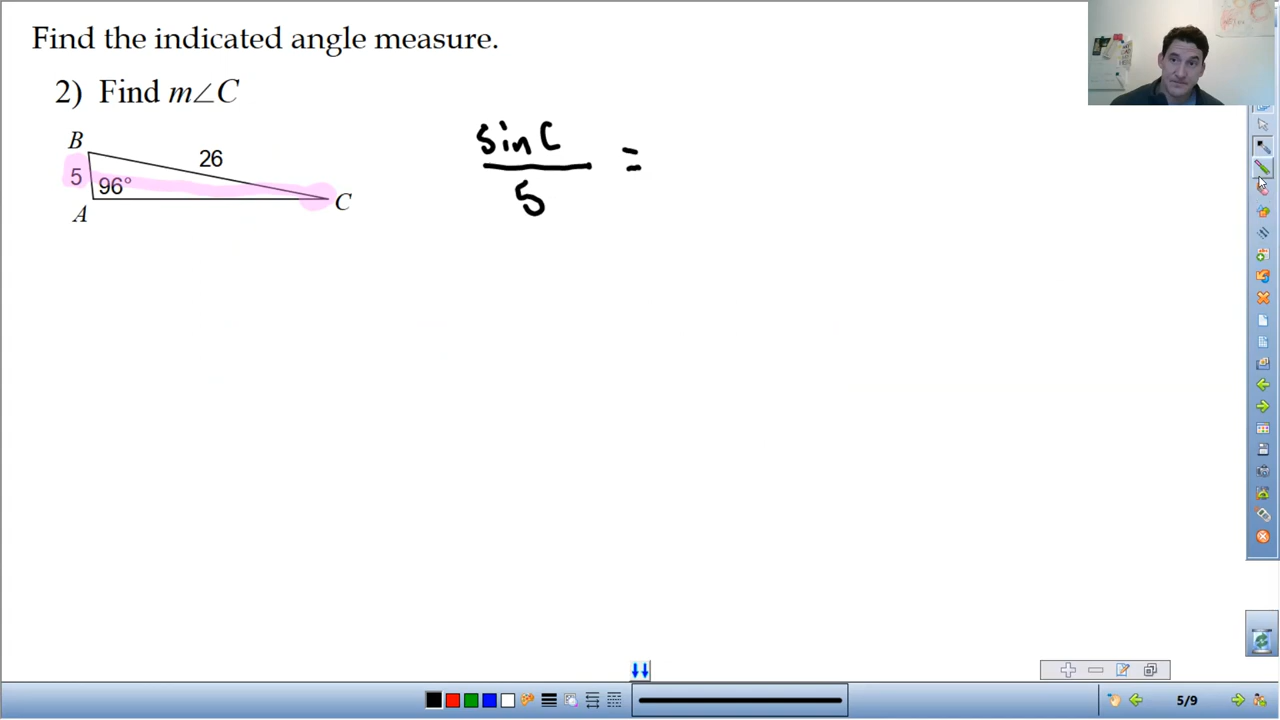 Find the indicated angle measure.
2) Find m∠C
B
26
5
96°
A
C
sin C
5
=
5/9